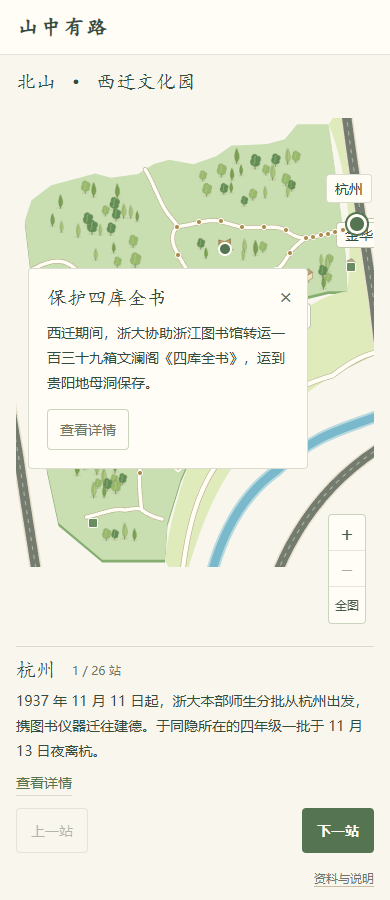 山中有路
北山 • 西迁文化园
杭州
金华
保护四库全书
×
西迁期间，浙大协助浙江图书馆转运一
百三十九箱文澜阁《四库全书》，运到
贵阳地母洞保存。
查看详情
+
−
全图
杭州 1 / 26 站
1937 年 11 月 11 日起，浙大本部师生分批从杭州出发，
携图书仪器迁往建德。于同隐所在的四年级一批于 11 月
13 日夜离杭。
查看详情
上一站
下一站
资料与说明